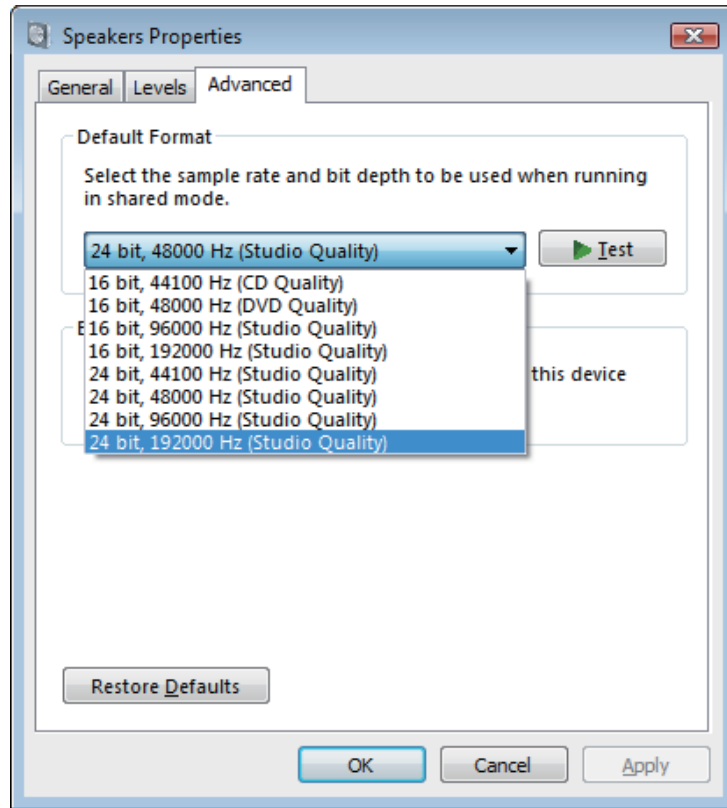 Speakers Properties
General Levels Advanced
Default Format
Select the sample rate and bit depth to be used when running
in shared mode.
24 bit, 48000 Hz (Studio Quality)
Test
16 bit, 44100 Hz (CD Quality)
16 bit, 48000 Hz (DVD Quality)
E
16 bit, 96000 Hz (Studio Quality)
16 bit, 192000 Hz (Studio Quality)
24 bit, 44100 Hz (Studio Quality)
this device
24 bit, 48000 Hz (Studio Quality)
24 bit, 96000 Hz (Studio Quality)
24 bit, 192000 Hz (Studio Quality)
Restore Defaults
OK Cancel Apply